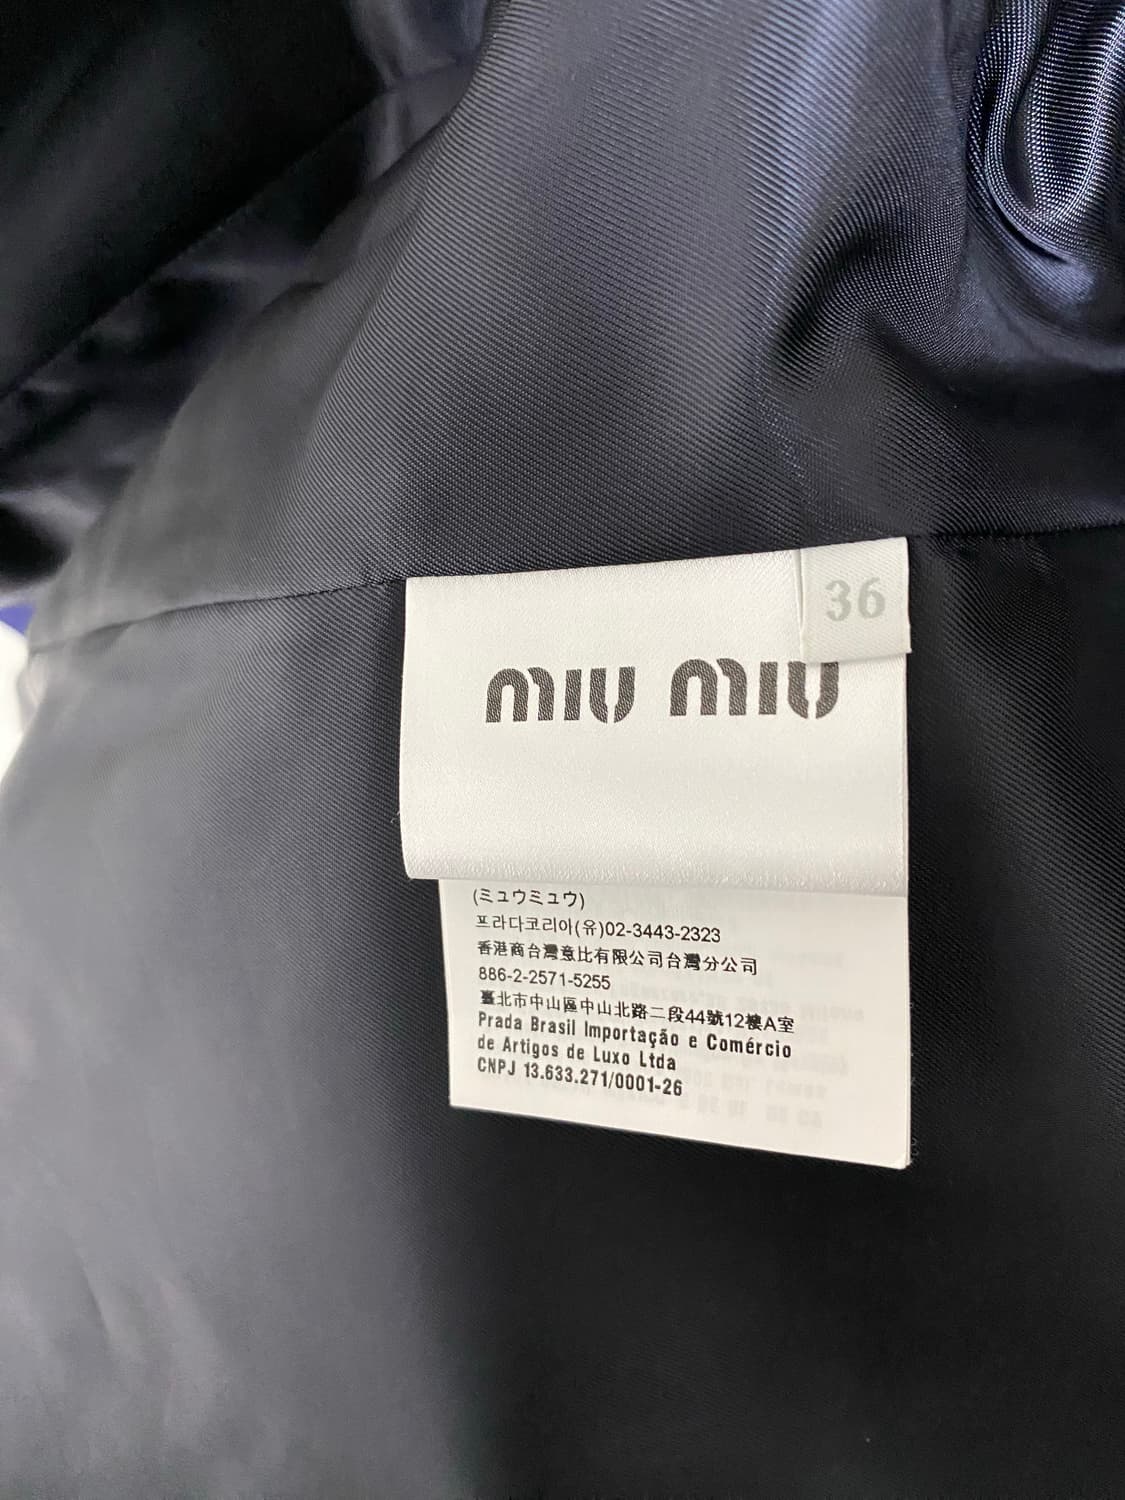 36
miu miu
(ミュウミュウ)
프라다코리아(유)02-3443-2323
香港商台灣意比有限公司台灣分公司
886-2-2571-5255
臺北市中山區中山北路二段44號12樓A室
Prada Brasil Importação e Comércio
de Artigos de Luxo Ltda
CNPJ 13.633.271/0001-26